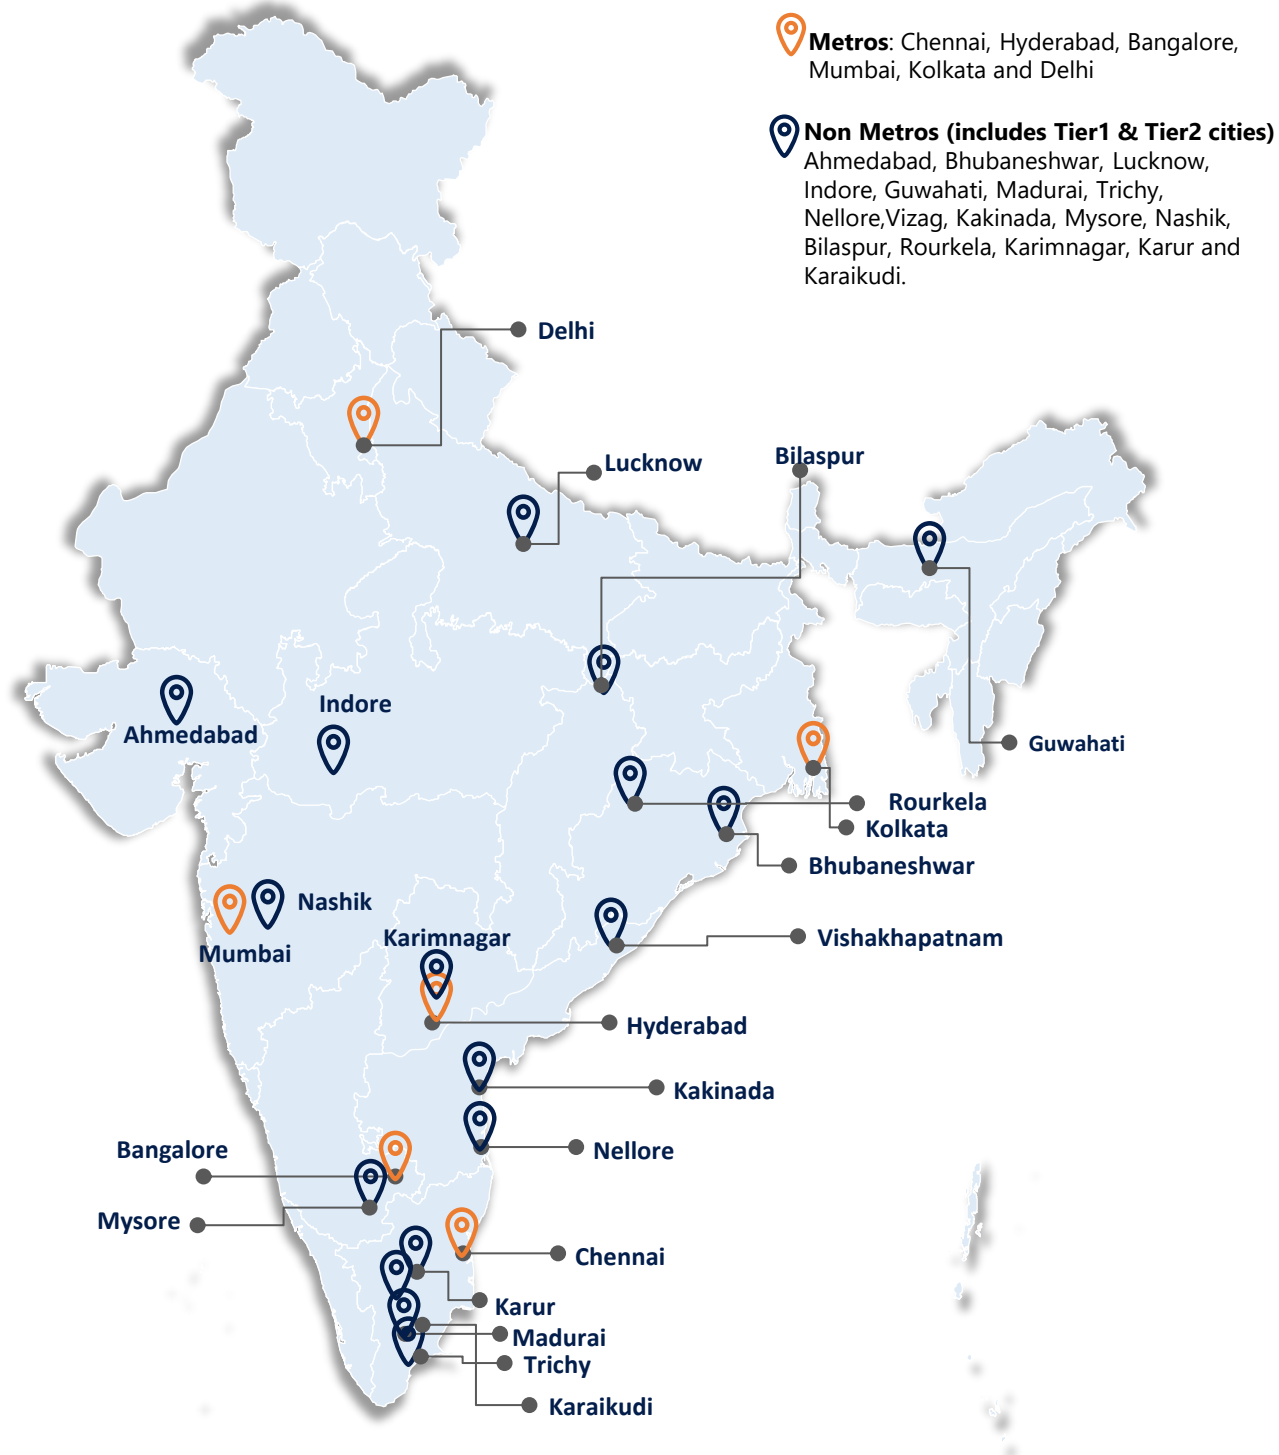 Metros: Chennai, Hyderabad, Bangalore,
Mumbai, Kolkata and Delhi
Non Metros (includes Tier1 & Tier2 cities)
Ahmedabad, Bhubaneshwar, Lucknow,
Indore, Guwahati, Madurai, Trichy,
Nellore,Vizag, Kakinada, Mysore, Nashik,
Bilaspur, Rourkela, Karimnagar, Karur and
Karaikudi.
Delhi
Lucknow
Bilaspur
Indore
Ahmedabad
Guwahati
Rourkela
Kolkata
Bhubaneshwar
Nashik
Mumbai
Karimnagar
Vishakhapatnam
Hyderabad
Kakinada
Bangalore
Nellore
Mysore
Chennai
Karur
Madurai
Trichy
Karaikudi